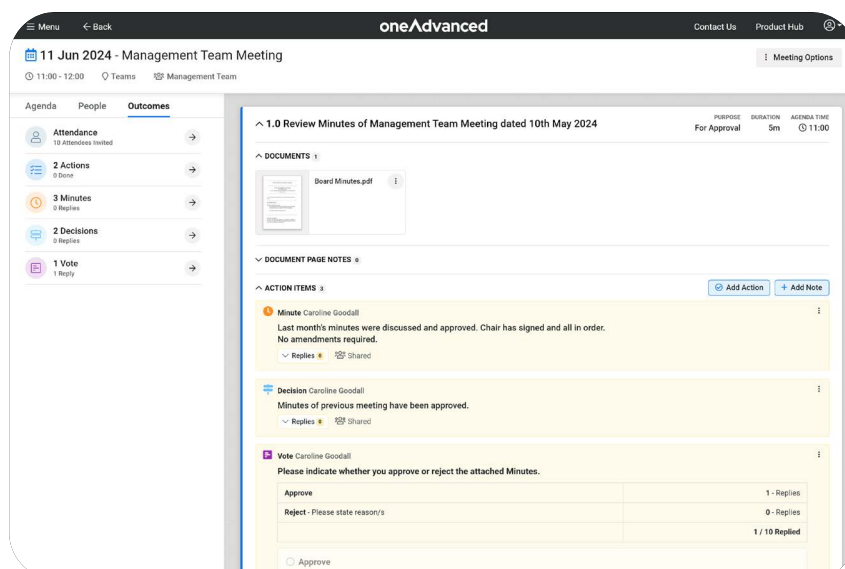 Menu
Back
oneAdvanced
Contact Us
Product Hub
11 Jun 2024 - Management Team Meeting
Meeting Options
11:00 - 12:00
Teams
Management Team
Agenda
People
Outcomes
Attendance
10 Attendees Invited
2 Actions
0 Done
3 Minutes
0 Replies
2 Decisions
0 Replies
1 Vote
1 Reply
1.0 Review Minutes of Management Team Meeting dated 10th May 2024
PURPOSE
For Approval
DURATION
5m
AGENDA TIME
11:00
DOCUMENTS 1
Board Minutes.pdf
DOCUMENT PAGE NOTES 0
ACTION ITEMS 3
Add Action
+ Add Note
Minute Caroline Goodall
Last month's minutes were discussed and approved. Chair has signed and all in order.
No amendments required.
Replies 0
Shared
Decision Caroline Goodall
Minutes of previous meeting have been approved.
Replies 0
Shared
Vote Caroline Goodall
Please indicate whether you approve or reject the attached Minutes.
Approve
1 - Replies
Reject - Please state reason/s
0 - Replies
1 / 10 Replied
Approve